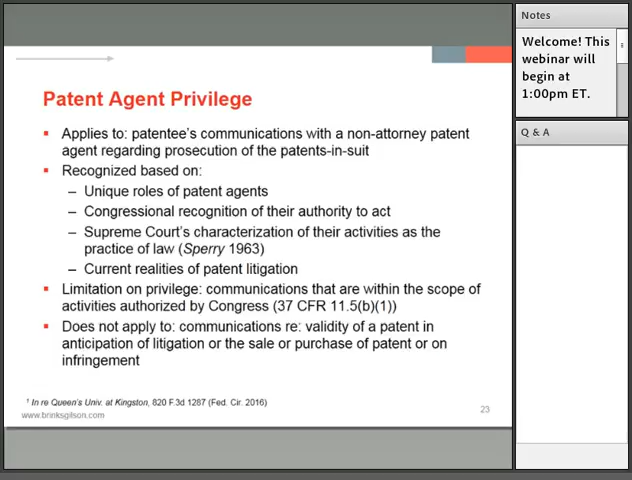 Patent Agent Privilege
▪ Applies to: patentee's communications with a non-attorney patent
agent regarding prosecution of the patents-in-suit
▪ Recognized based on:
– Unique roles of patent agents
– Congressional recognition of their authority to act
– Supreme Court's characterization of their activities as the
practice of law (Sperry 1963)
– Current realities of patent litigation
▪ Limitation on privilege: communications that are within the scope of
activities authorized by Congress (37 CFR 11.5(b)(1))
▪ Does not apply to: communications re: validity of a patent in
anticipation of litigation or the sale or purchase of patent or on
infringement
¹ In re Queen's Univ. at Kingston, 820 F.3d 1287 (Fed. Cir. 2016)
www.brinksgilson.com
23
Notes
Welcome! This
webinar will
begin at
1:00pm ET.
Q & A